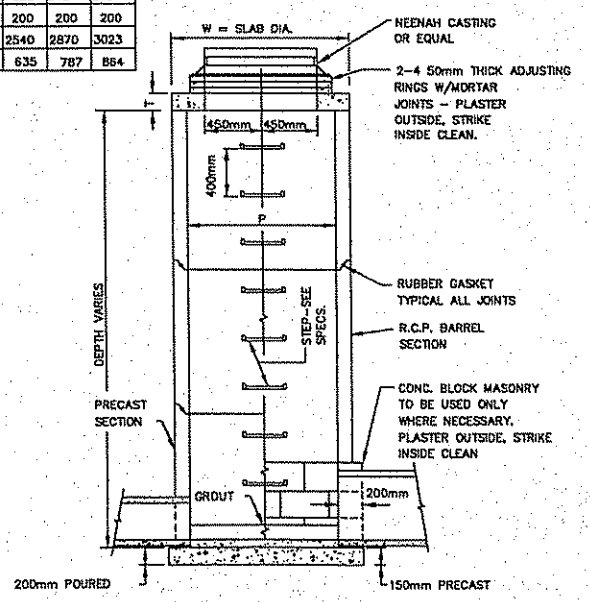 200 200 200
2540 2870 3023
635 787 864
W = SLAB DIA.
NEENAH CASTING
OR EQUAL
2-4 50mm THICK ADJUSTING
RINGS W/MORTAR
JOINTS - PLASTER
OUTSIDE, STRIKE
INSIDE CLEAN.
T
450mm 450mm
400mm
P
DEPTH VARIES
RUBBER GASKET
TYPICAL ALL JOINTS
STEP-SEE
SPECS.
R.C.P. BARREL
SECTION
PRECAST
SECTION
CONC. BLOCK MASONRY
TO BE USED ONLY
WHERE NECESSARY.
PLASTER OUTSIDE, STRIKE
INSIDE CLEAN
GROUT
200mm
200mm POURED
150mm PRECAST